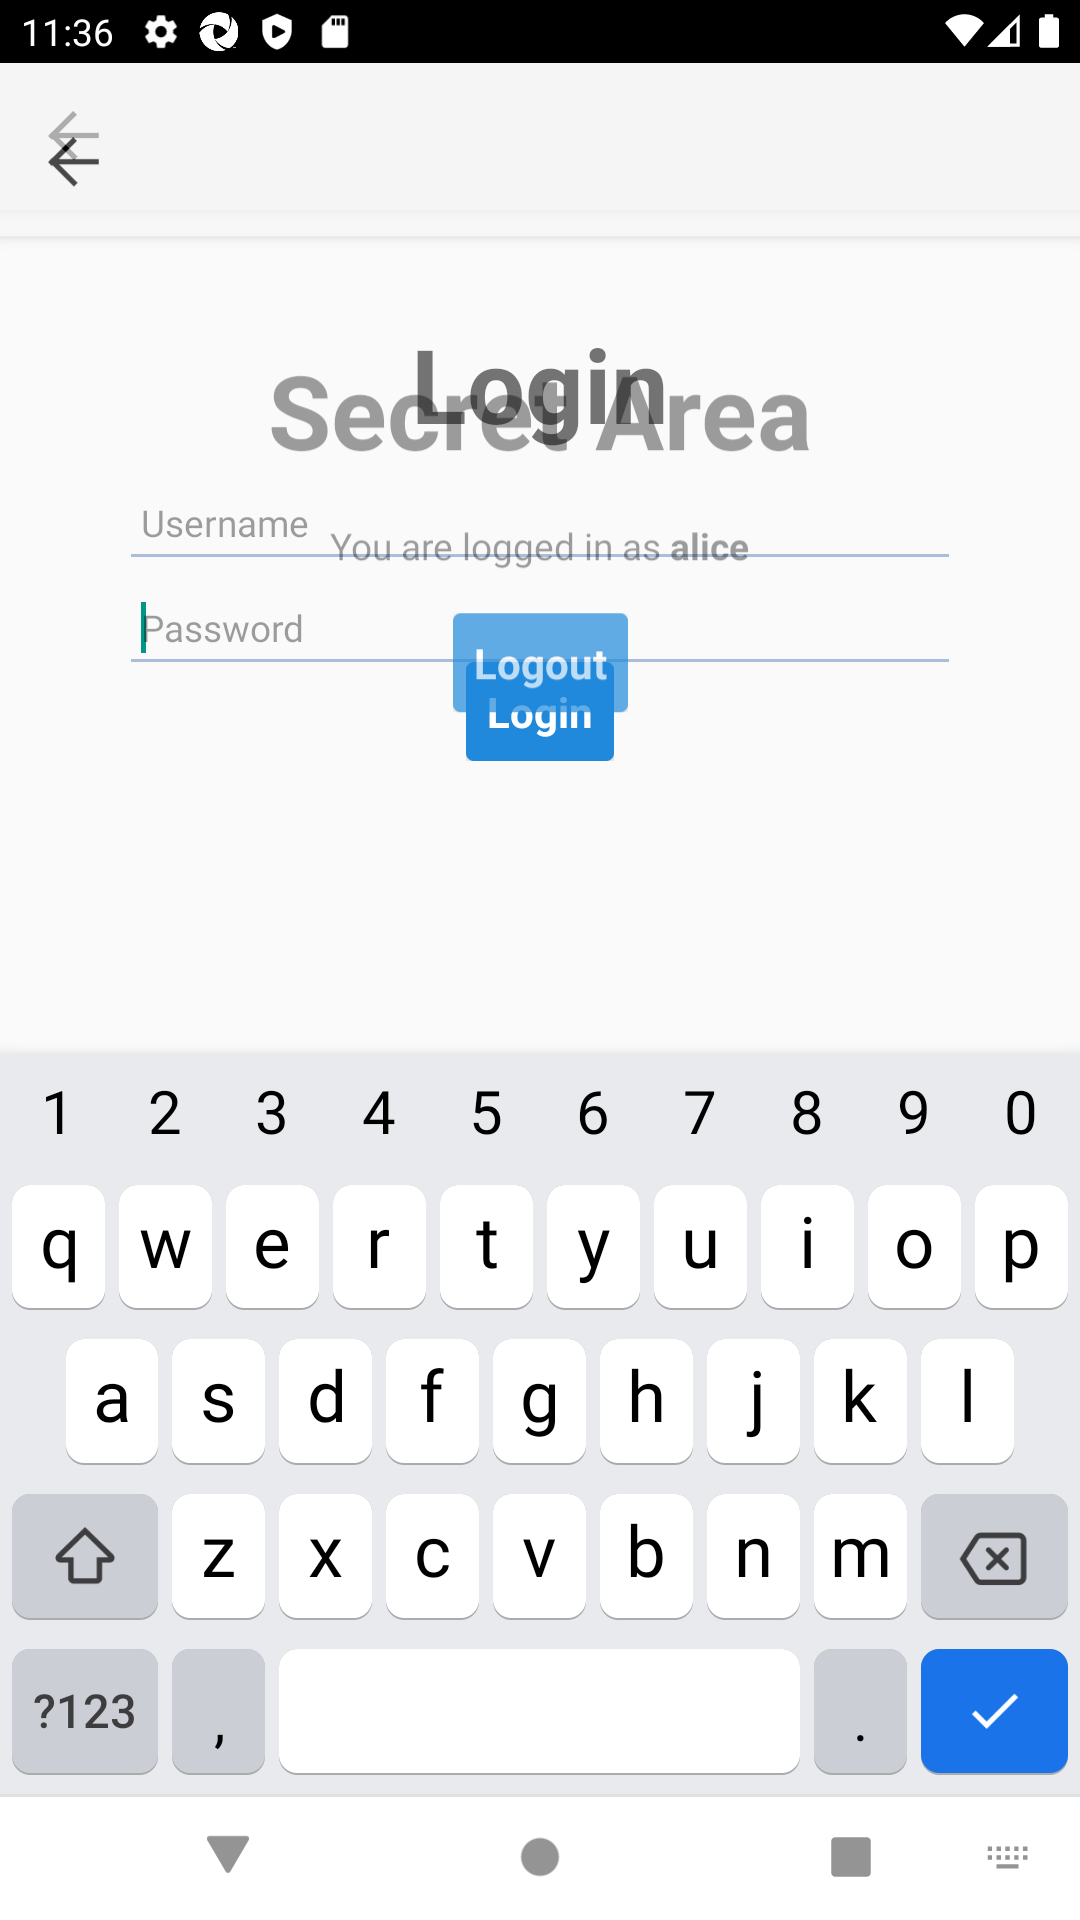 11:36
Login
Secret Area
Username
You are logged in as alice
Password
Logout
Login
1 2 3 4 5 6 7 8 9 0
q w e r t y u i o p
a s d f g h j k l
z x c v b n m
?123 , .